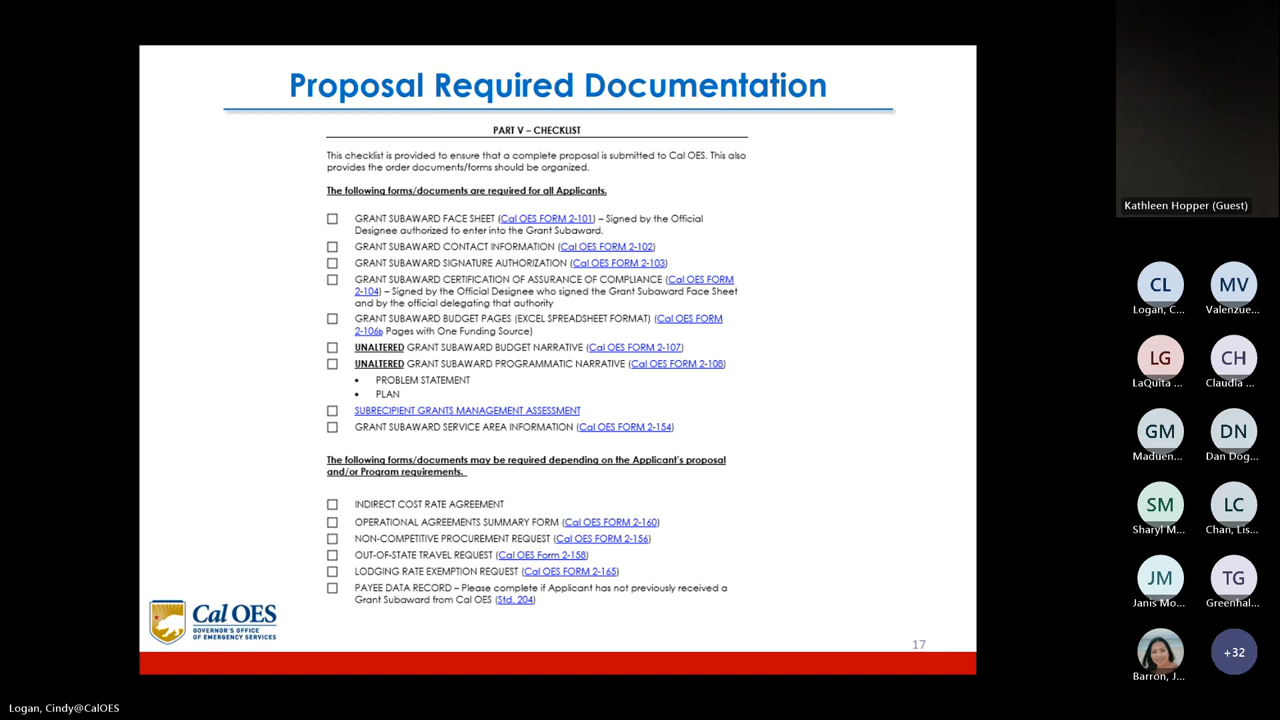 Proposal Required Documentation
PART V – CHECKLIST
This checklist is provided to ensure that a complete proposal is submitted to Cal OES. This also
provides the order documents/forms should be organized.
The following forms/documents are required for all Applicants.
GRANT SUBAWARD FACE SHEET (Cal OES FORM 2-101) – Signed by the Official
Designee authorized to enter into the Grant Subaward.
GRANT SUBAWARD CONTACT INFORMATION (Cal OES FORM 2-102)
GRANT SUBAWARD SIGNATURE AUTHORIZATION (Cal OES FORM 2-103)
GRANT SUBAWARD CERTIFICATION OF ASSURANCE OF COMPLIANCE (Cal OES FORM
2-104) – Signed by the Official Designee who signed the Grant Subaward Face Sheet
and by the official delegating that authority
GRANT SUBAWARD BUDGET PAGES (EXCEL SPREADSHEET FORMAT) (Cal OES FORM
2-106b Pages with One Funding Source)
UNALTERED GRANT SUBAWARD BUDGET NARRATIVE (Cal OES FORM 2-107)
UNALTERED GRANT SUBAWARD PROGRAMMATIC NARRATIVE (Cal OES FORM 2-108)
• PROBLEM STATEMENT
• PLAN
SUBRECIPIENT GRANTS MANAGEMENT ASSESSMENT
GRANT SUBAWARD SERVICE AREA INFORMATION (Cal OES FORM 2-154)
The following forms/documents may be required depending on the Applicant's proposal
and/or Program requirements.
INDIRECT COST RATE AGREEMENT
OPERATIONAL AGREEMENTS SUMMARY FORM (Cal OES FORM 2-160)
NON-COMPETITIVE PROCUREMENT REQUEST (Cal OES FORM 2-156)
OUT-OF-STATE TRAVEL REQUEST (Cal OES Form 2-158)
LODGING RATE EXEMPTION REQUEST (Cal OES FORM 2-165)
PAYEE DATA RECORD – Please complete if Applicant has not previously received a
Grant Subaward from Cal OES (Std. 204)
Cal OES
GOVERNOR'S OFFICE
OF EMERGENCY SERVICES
17
Logan, Cindy@CalOES
Kathleen Hopper (Guest)
CL
Logan, C...
MV
Valenzue...
LG
LaQuita ...
CH
Claudia ...
GM
Maduen...
DN
Dan Dog...
SM
Sharyl M...
LC
Chan, Lis...
JM
Janis Mo...
TG
Greenhal...
Barron, J...
+32